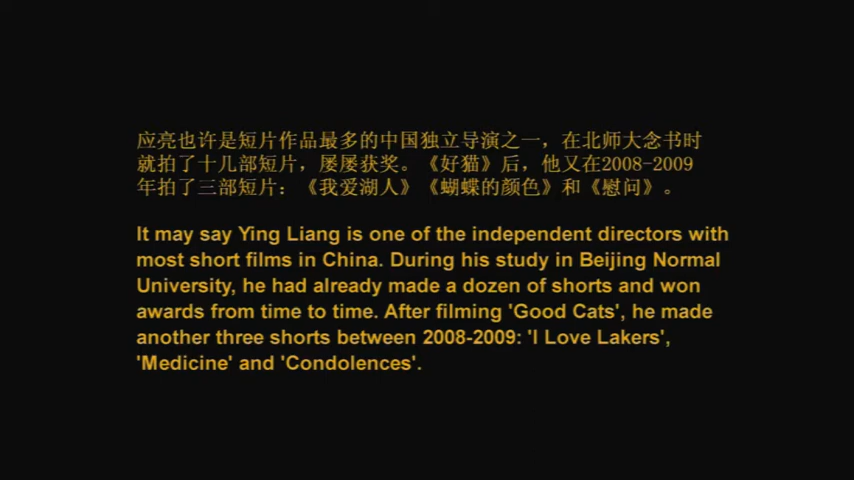 应亮也许是短片作品最多的中国独立导演之一，在北师大念书时
就拍了十几部短片，屡屡获奖。《好猫》后，他又在2008-2009
年拍了三部短片：《我爱湖人》《蝴蝶的颜色》和《慰问》。
It may say Ying Liang is one of the independent directors with
most short films in China. During his study in Beijing Normal
University, he had already made a dozen of shorts and won
awards from time to time. After filming 'Good Cats', he made
another three shorts between 2008-2009: 'I Love Lakers',
'Medicine' and 'Condolences'.